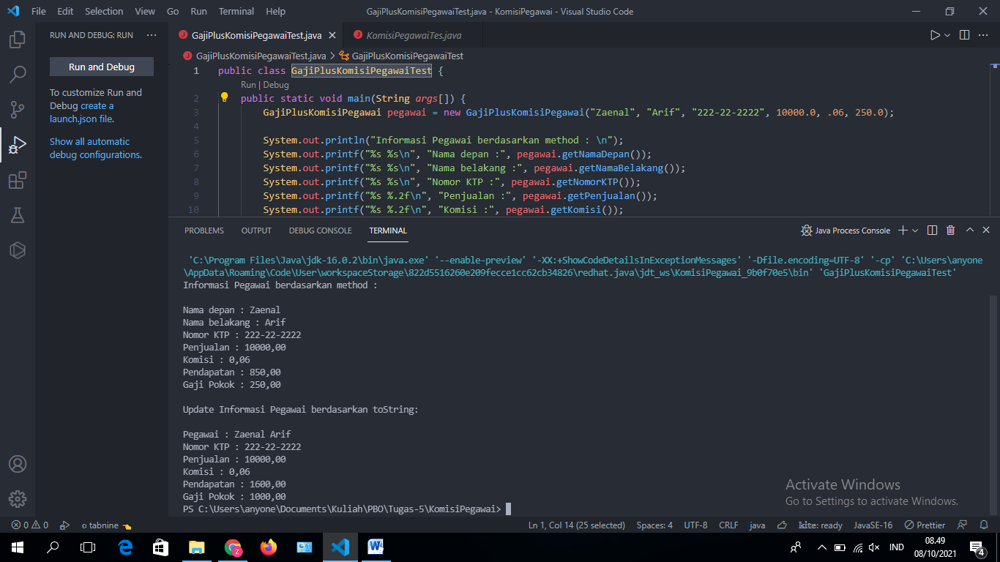 File Edit Selection View Go Run Terminal Help GajiPlusKomisiPegawaiTest.java - KomisiPegawai - Visual Studio Code
RUN AND DEBUG: RUN ...
Run and Debug
To customize Run and
Debug create a
launch.json file.
Show all automatic
debug configurations.
GajiPlusKomisiPegawaiTest.java KomisiPegawaiTes.java
GajiPlusKomisiPegawaiTest.java > GajiPlusKomisiPegawaiTest
1 public class GajiPlusKomisiPegawaiTest {
Run | Debug
2 public static void main(String args[]) {
3 GajiPlusKomisiPegawai pegawai = new GajiPlusKomisiPegawai("Zaenal", "Arif", "222-22-2222", 10000.0, .06, 250.0);
4
5 System.out.println("Informasi Pegawai berdasarkan method : \n");
6 System.out.printf("%s %s\n", "Nama depan :", pegawai.getNamaDepan());
7 System.out.printf("%s %s\n", "Nama belakang :", pegawai.getNamaBelakang());
8 System.out.printf("%s %s\n", "Nomor KTP :", pegawai.getNomorKTP());
9 System.out.printf("%s %.2f\n", "Penjualan :", pegawai.getPenjualan());
10 System.out.printf("%s %.2f\n", "Komisi :", pegawai.getKomisi());
PROBLEMS OUTPUT DEBUG CONSOLE TERMINAL Java Process Console
'C:\Program Files\Java\jdk-16.0.2\bin\java.exe' '--enable-preview' '-XX:+ShowCodeDetailsInExceptionMessages' '-Dfile.encoding=UTF-8' '-cp' 'C:\Users\anyone
\AppData\Roaming\Code\User\workspaceStorage\822d5516260e209fecce1cc62cb34826\redhat.java\jdt_ws\KomisiPegawai_9b0f70e5\bin' 'GajiPlusKomisiPegawaiTest'
Informasi Pegawai berdasarkan method :
Nama depan : Zaenal
Nama belakang : Arif
Nomor KTP : 222-22-2222
Penjualan : 10000,00
Komisi : 0,06
Pendapatan : 850,00
Gaji Pokok : 250,00
Update Informasi Pegawai berdasarkan toString:
Pegawai : Zaenal Arif
Nomor KTP : 222-22-2222
Penjualan : 10000,00
Komisi : 0,06
Pendapatan : 1600,00
Gaji Pokok : 1000,00
PS C:\Users\anyone\Documents\Kuliah\PBO\Tugas-5\KomisiPegawai>
Activate Windows
Go to Settings to activate Windows.
0 0 tabnine Ln 1, Col 14 (25 selected) Spaces: 4 UTF-8 CRLF java kite: ready JavaSE-16 Prettier
IND 08.49
08/10/2021 4